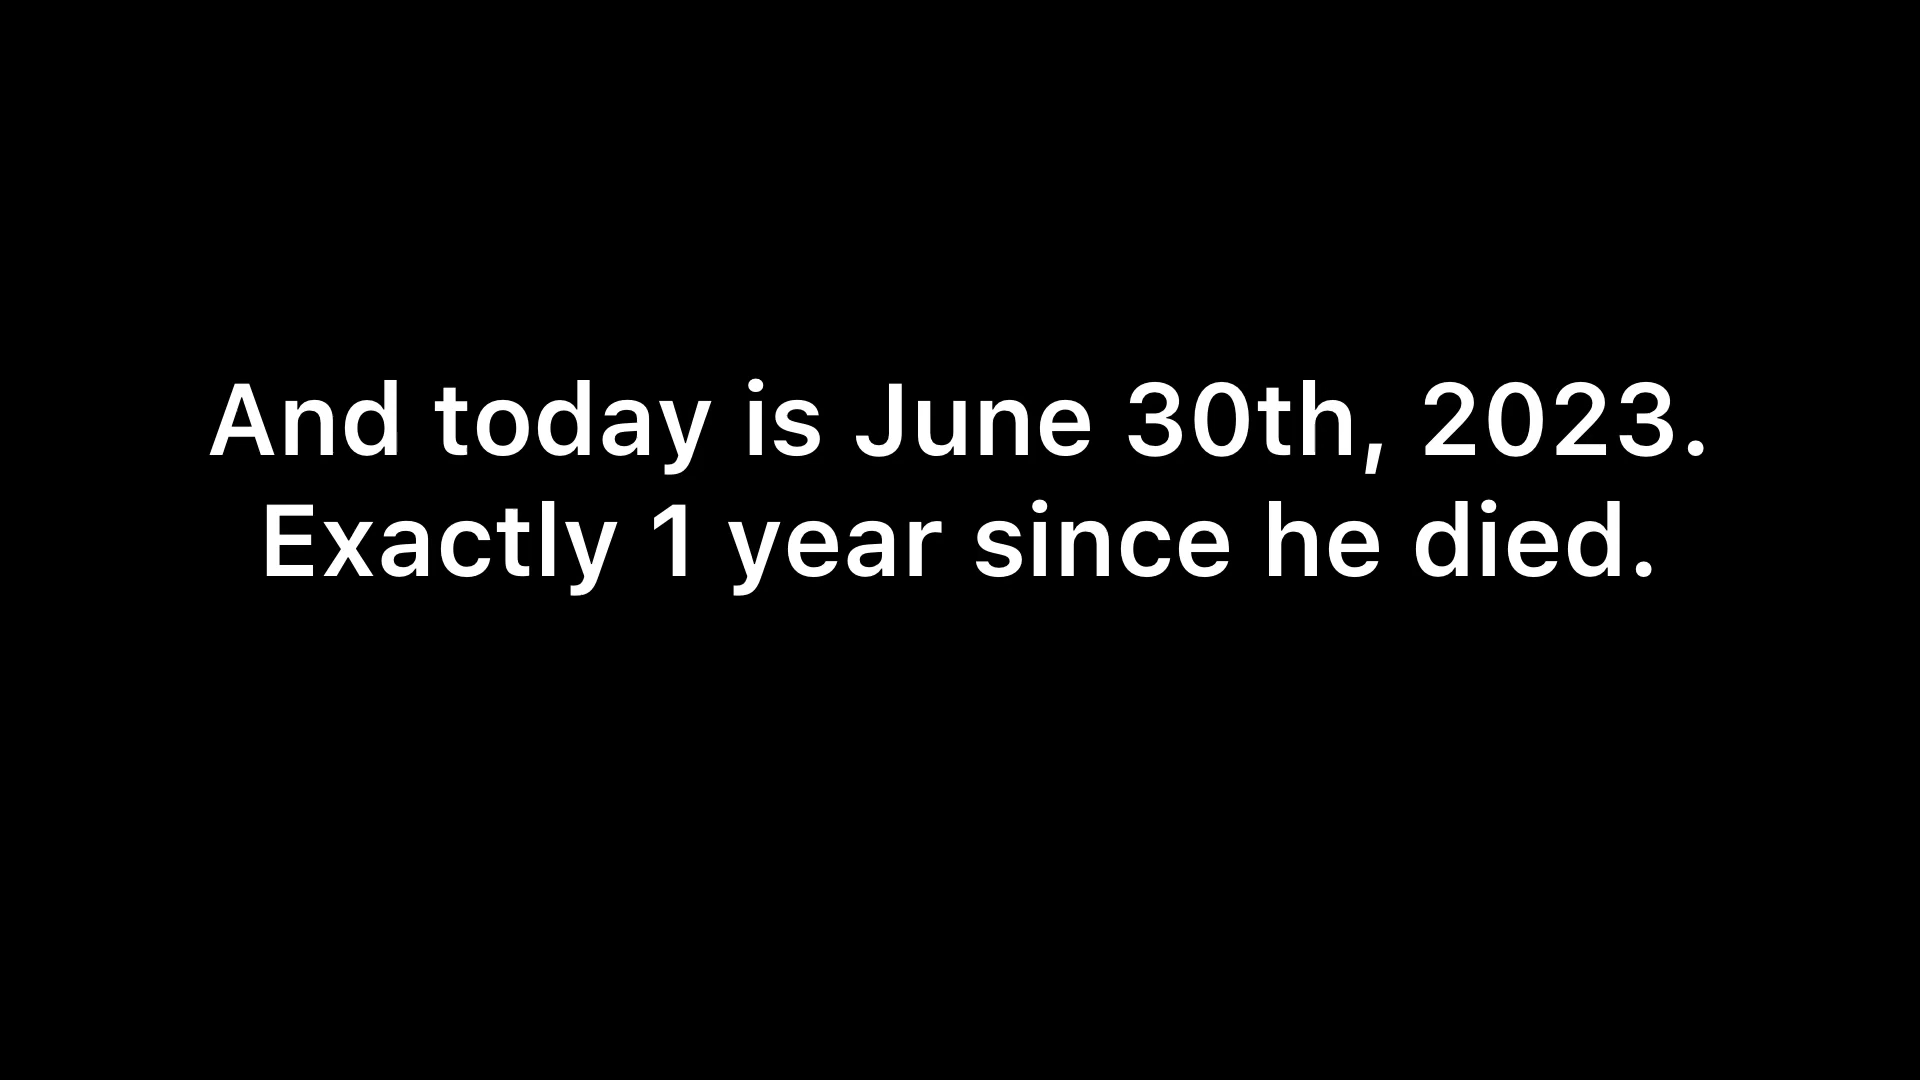 And today is June 30th, 2023.
Exactly 1 year since he died.